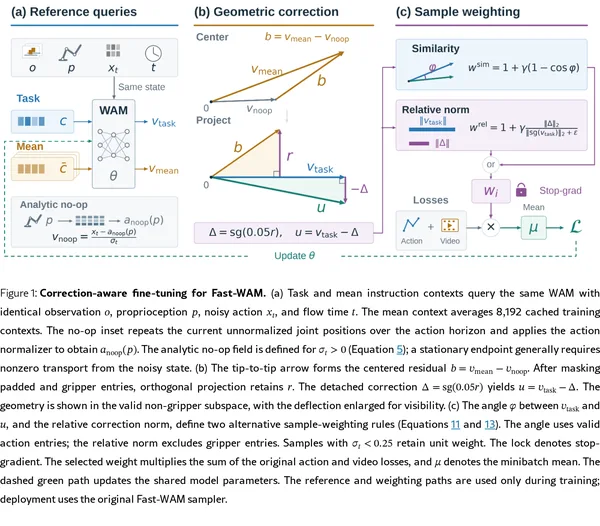 (a) Reference queries
o
p
x_t
t
Same state
Task
C
WAM
θ
v_task
Mean
c̄
v_mean
Analytic no-op
p
a_noop(p)
v_noop = (x_t − a_noop(p)) / σ_t
(b) Geometric correction
Center
b = v_mean − v_noop
v_mean
b
0
v_noop
Project
b
r
v_task
0
−Δ
u
Δ = sg(0.05r), u = v_task − Δ
Update θ
(c) Sample weighting
Similarity
φ
w^sim = 1 + γ(1 − cos φ)
Relative norm
‖v_task‖
‖Δ‖
w^rel = 1 + γ ‖Δ‖₂ / (‖sg(v_task)‖₂ + ε)
or
w_i
Stop-grad
Losses
Mean
+
×
μ
ℒ
Action
Video
Figure 1: Correction-aware fine-tuning for Fast-WAM. (a) Task and mean instruction contexts query the same WAM with
identical observation o, proprioception p, noisy action x_t, and flow time t. The mean context averages 8,192 cached training
contexts. The no-op inset repeats the current unnormalized joint positions over the action horizon and applies the action
normalizer to obtain a_noop(p). The analytic no-op field is defined for σ_t > 0 (Equation 5); a stationary endpoint generally requires
nonzero transport from the noisy state. (b) The tip-to-tip arrow forms the centered residual b = v_mean − v_noop. After masking
padded and gripper entries, orthogonal projection retains r. The detached correction Δ = sg(0.05r) yields u = v_task − Δ. The
geometry is shown in the valid non-gripper subspace, with the deflection enlarged for visibility. (c) The angle φ between v_task and
u, and the relative correction norm, define two alternative sample-weighting rules (Equations 11 and 13). The angle uses valid
action entries; the relative norm excludes gripper entries. Samples with σ_t < 0.25 retain unit weight. The lock denotes stop-
gradient. The selected weight multiplies the sum of the original action and video losses, and μ denotes the minibatch mean. The
dashed green path updates the shared model parameters. The reference and weighting paths are used only during training;
deployment uses the original Fast-WAM sampler.